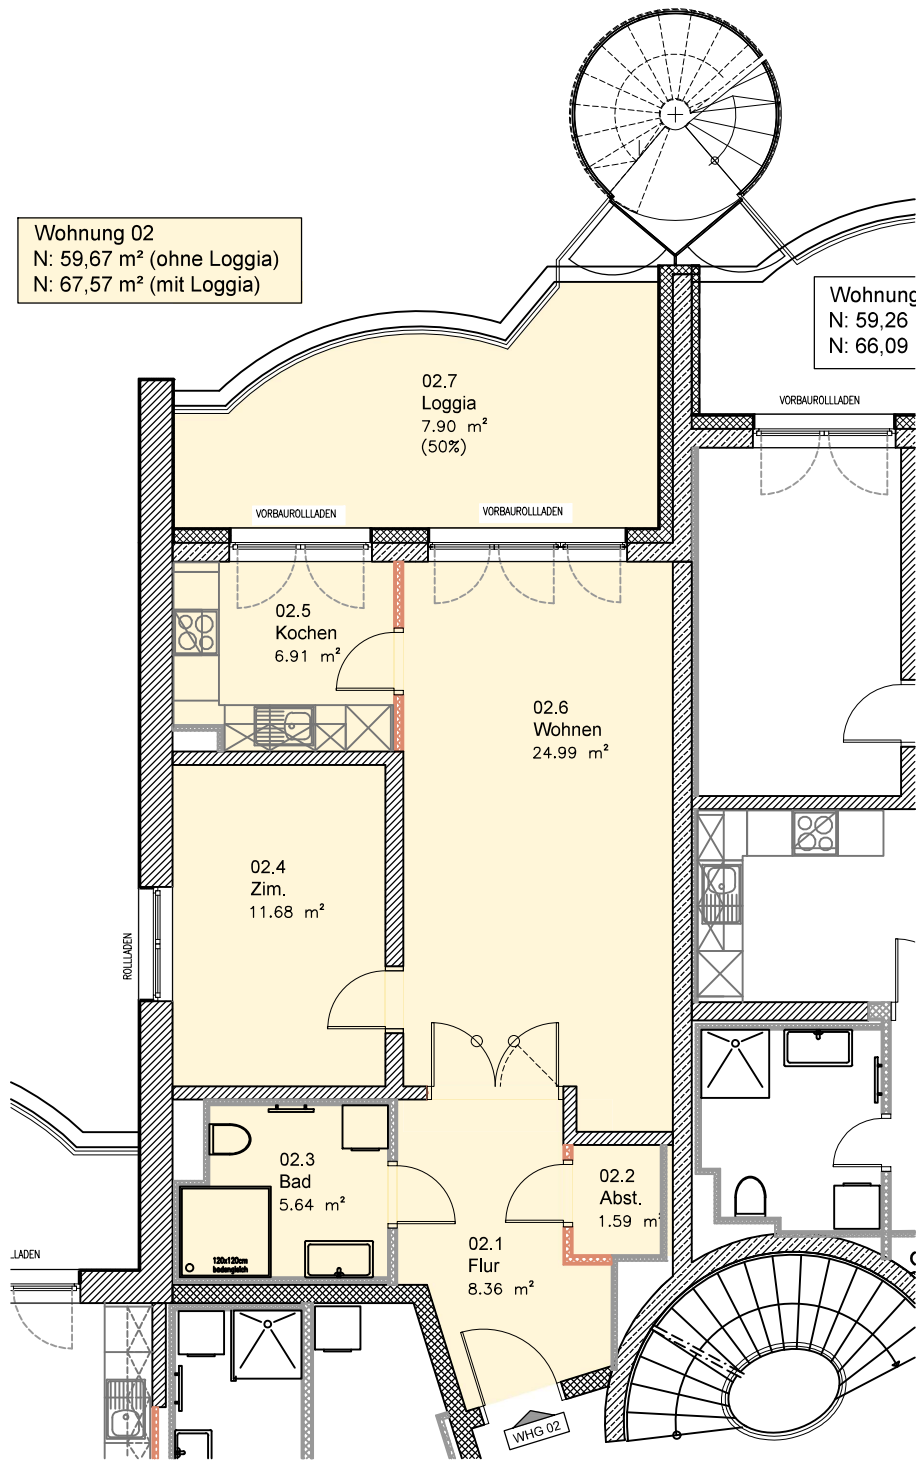 Wohnung 02
N: 59,67 m² (ohne Loggia)
N: 67,57 m² (mit Loggia)
Wohnung
N: 59,26
N: 66,09
02.7
Loggia
7.90 m²
(50%)
VORBAUROLLLADEN
VORBAUROLLLADEN
VORBAUROLLLADEN
02.5
Kochen
6.91 m²
02.6
Wohnen
24.99 m²
02.4
Zim.
11.68 m²
ROLLLADEN
02.3
Bad
5.64 m²
02.2
Abst.
1.59 m²
02.1
Flur
8.36 m²
120x120cm
bodengleich
LLADEN
WHG 02